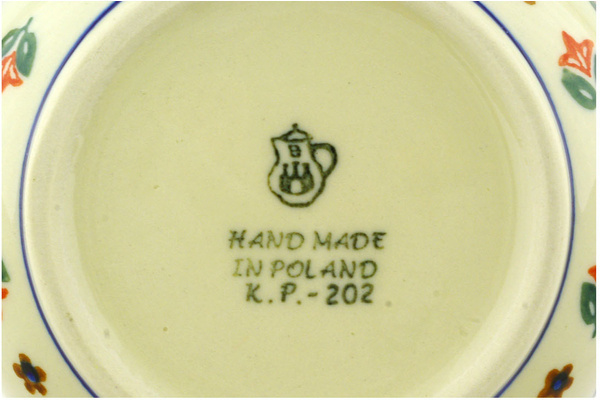 B
HAND MADE
IN POLAND
K.P.-202